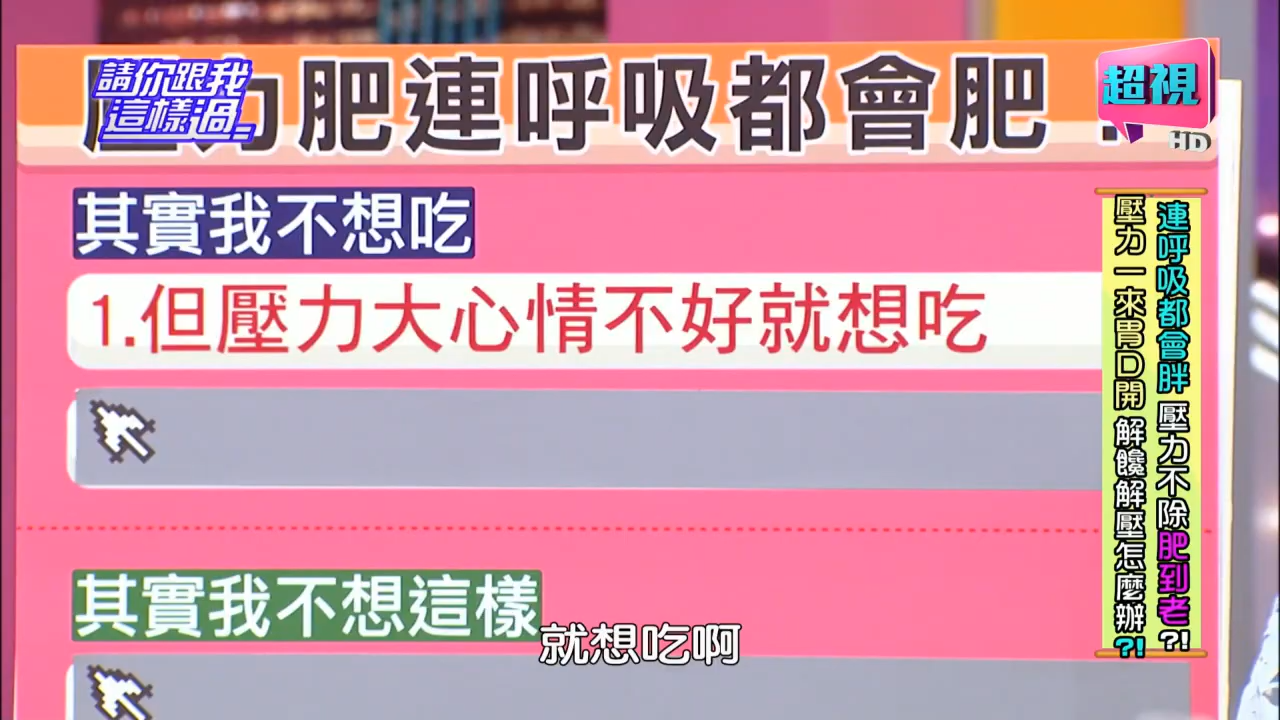 請你跟我
這樣過
力肥連呼吸都會肥
超視
HD
其實我不想吃
1.但壓力大心情不好就想吃
連呼吸都會胖 壓力不除肥到老?!
壓力一來胃口D開 解饞解壓怎麼辦?!
其實我不想這樣
就想吃啊